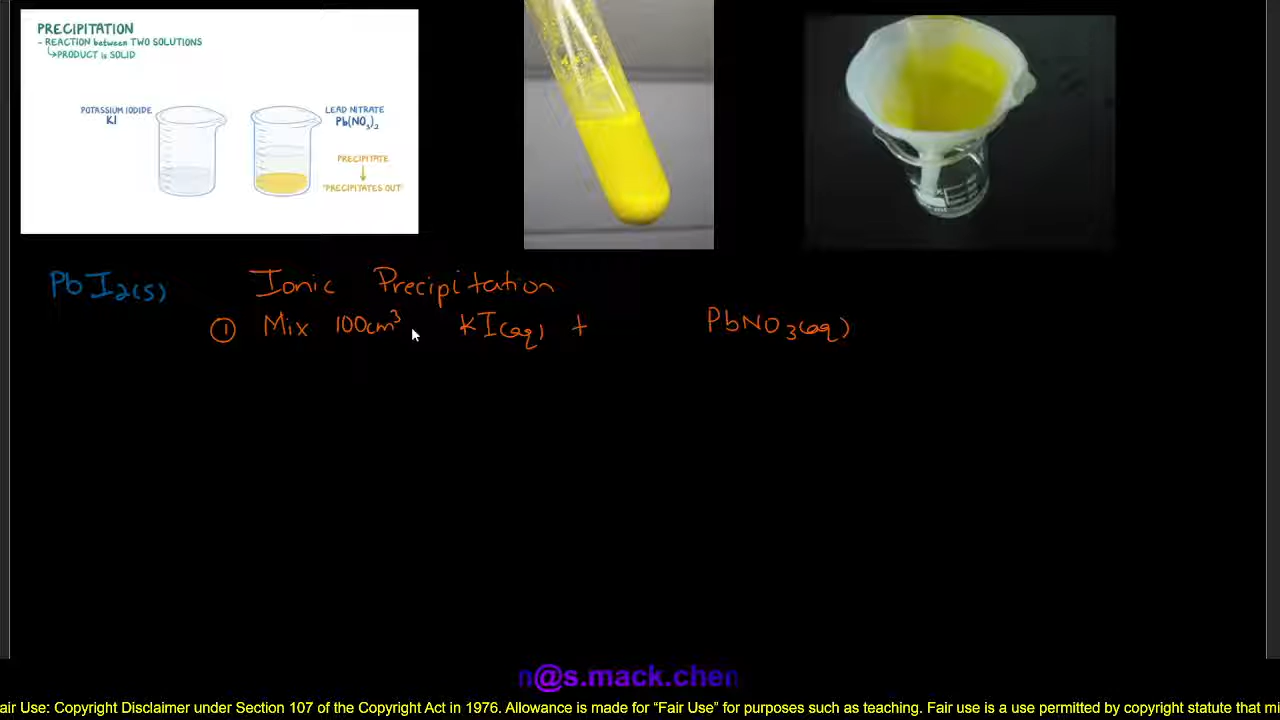 PRECIPITATION
- REACTION between TWO SOLUTIONS
↳PRODUCT is SOLID
POTASSIUM IODIDE
KI
LEAD NITRATE
Pb(NO₃)₂
PRECIPITATE
↓
"PRECIPITATES OUT"
PbI₂(s)
Ionic Precipitation
① Mix 100cm³ KI(aq) + PbNO₃(aq)
n@s.mack.chen
air Use: Copyright Disclaimer under Section 107 of the Copyright Act in 1976. Allowance is made for “Fair Use” for purposes such as teaching. Fair use is a use permitted by copyright statute that mi